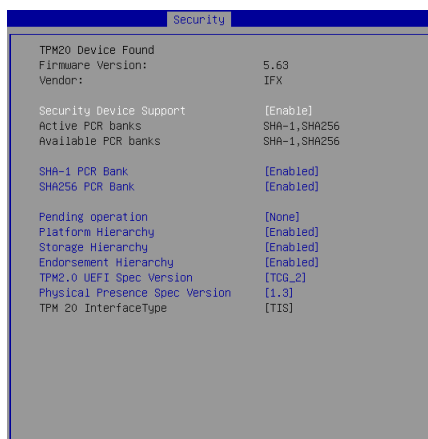 Security
TPM20 Device Found
Firmware Version: 5.63
Vendor: IFX
Security Device Support [Enable]
Active PCR banks SHA-1,SHA256
Available PCR banks SHA-1,SHA256
SHA-1 PCR Bank [Enabled]
SHA256 PCR Bank [Enabled]
Pending operation [None]
Platform Hierarchy [Enabled]
Storage Hierarchy [Enabled]
Endorsement Hierarchy [Enabled]
TPM2.0 UEFI Spec Version [TCG_2]
Physical Presence Spec Version [1.3]
TPM 20 InterfaceType [TIS]